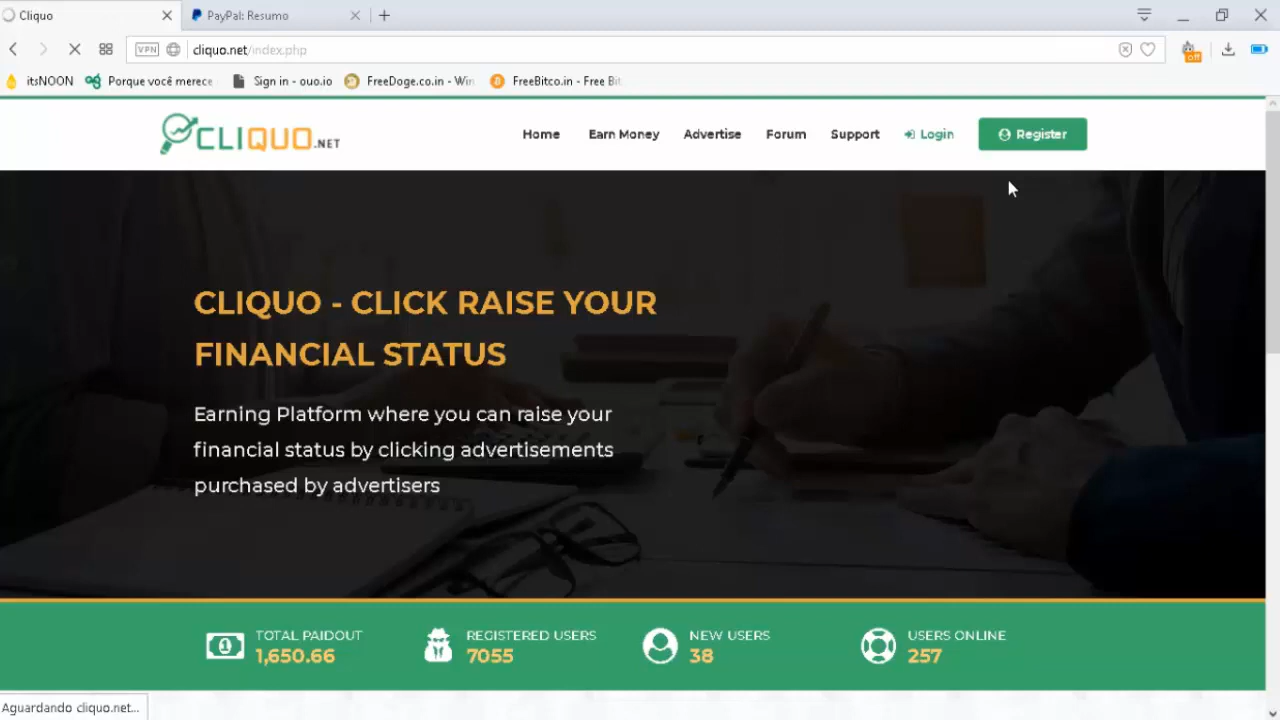 Cliquo
PayPal: Resumo
VPN
cliquo.net/index.php
off
itsNOON
Porque você merece
Sign in - ouo.io
FreeDoge.co.in - Win
FreeBitco.in - Free Bit
CLIQUO.NET
Home
Earn Money
Advertise
Forum
Support
Login
Register
CLIQUO - CLICK RAISE YOUR
FINANCIAL STATUS
Earning Platform where you can raise your
financial status by clicking advertisements
purchased by advertisers
TOTAL PAIDOUT
1,650.66
REGISTERED USERS
7055
NEW USERS
38
USERS ONLINE
257
Aguardando cliquo.net...